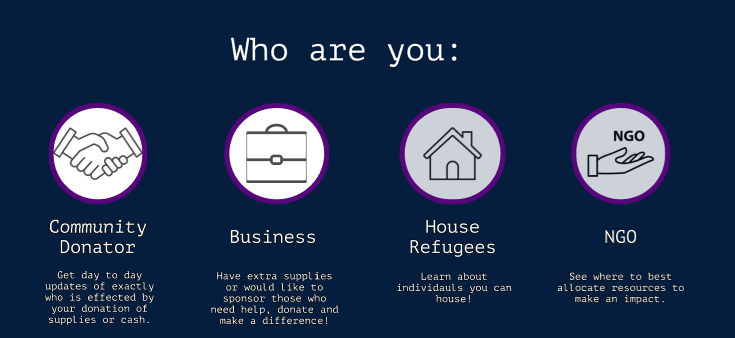 Who are you:
NGO
Community
Donator
Get day to day
updates of exactly
who is effected by
your donation of
supplies or cash.
Business
Have extra supplies
or would like to
sponsor those who
need help, donate and
make a difference!
House
Refugees
Learn about
individauls you can
house!
NGO
See where to best
allocate resources to
make an impact.